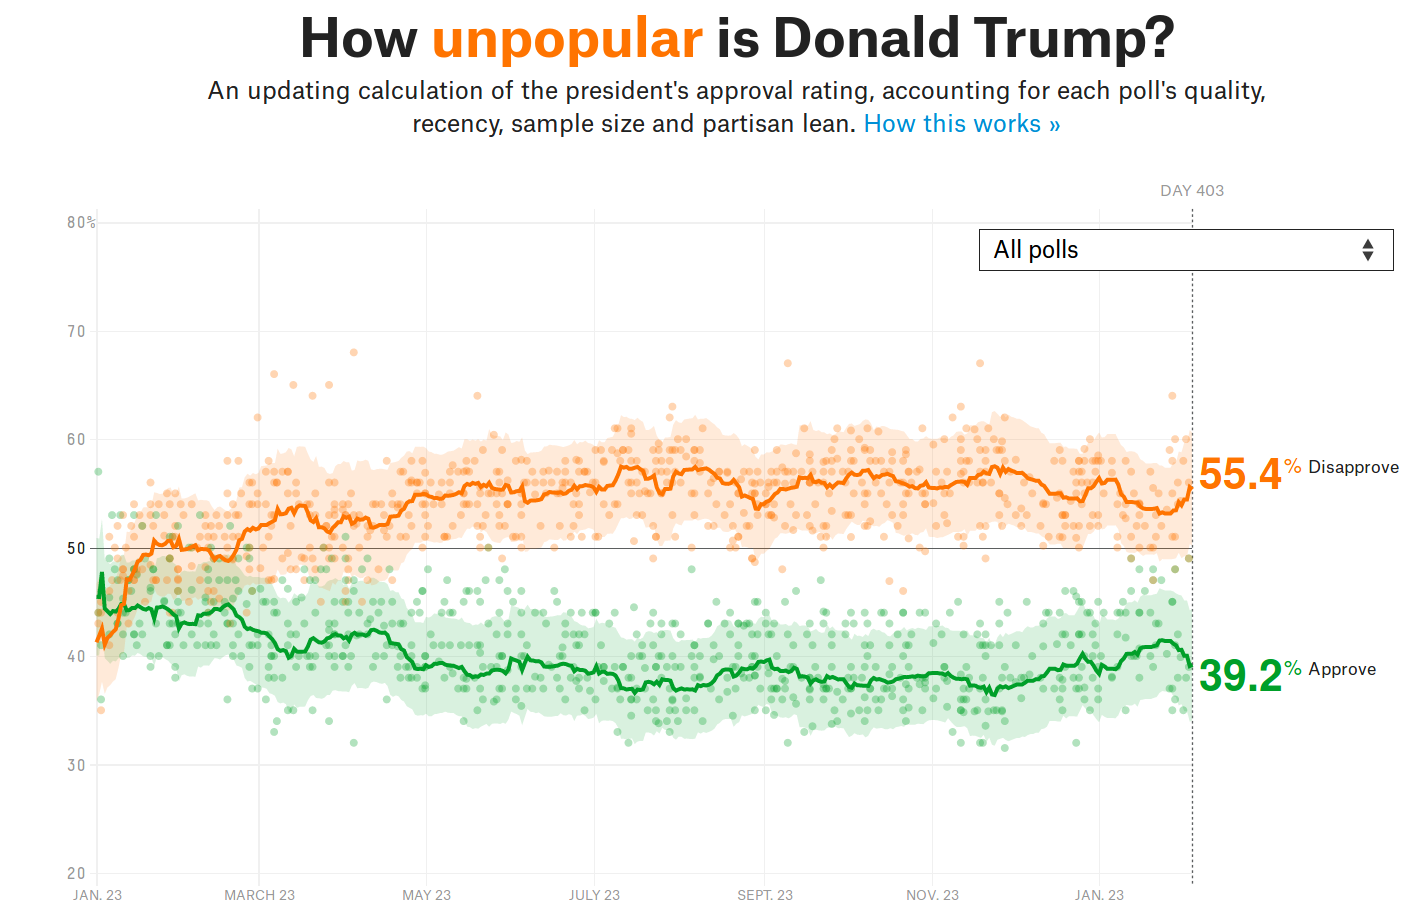 How unpopular is Donald Trump?
An updating calculation of the president's approval rating, accounting for each poll's quality,
recency, sample size and partisan lean. How this works »
DAY 403
80%
All polls
70
60
55.4% Disapprove
50
40
39.2% Approve
30
20
JAN. 23 MARCH 23 MAY 23 JULY 23 SEPT. 23 NOV. 23 JAN. 23